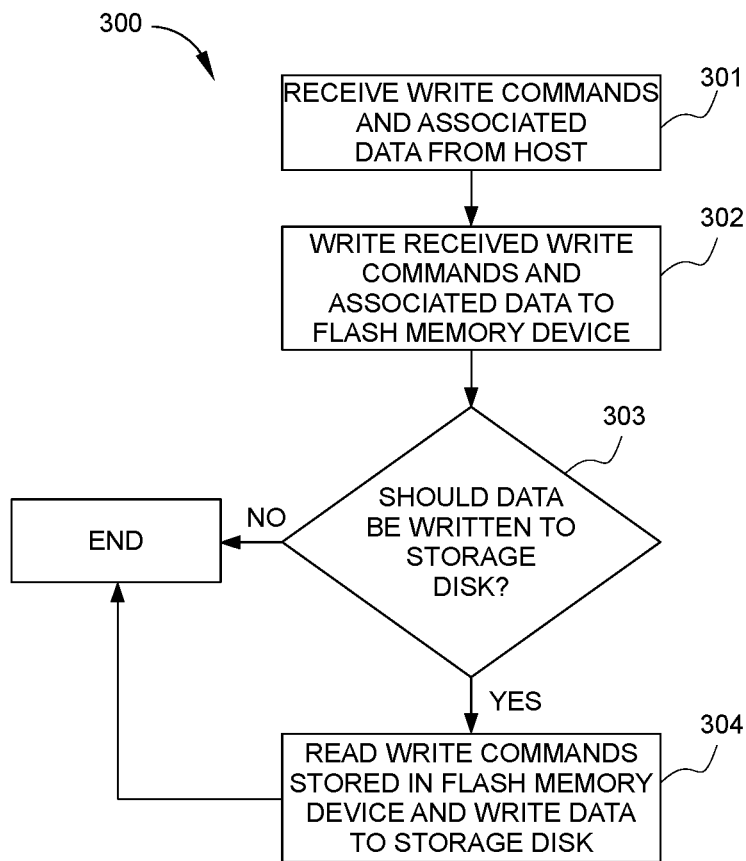 300
301
RECEIVE WRITE COMMANDS
AND ASSOCIATED
DATA FROM HOST
302
WRITE RECEIVED WRITE
COMMANDS AND
ASSOCIATED DATA TO
FLASH MEMORY DEVICE
303
SHOULD DATA
BE WRITTEN TO
STORAGE
DISK?
NO
END
YES
304
READ WRITE COMMANDS
STORED IN FLASH MEMORY
DEVICE AND WRITE DATA
TO STORAGE DISK